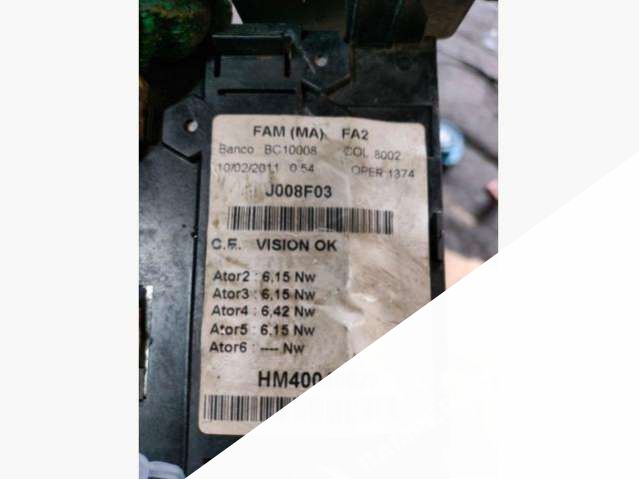 FAM (MA) FA2
Banco BC10008 COL 8002
10/02/2011 0:54 OPER 1374
J008F03
C.F. VISION OK
Ator2 : 6,15 Nw
Ator3 : 6,15 Nw
Ator4 : 6,42 Nw
Ator5 : 6,15 Nw
Ator6 : ---- Nw